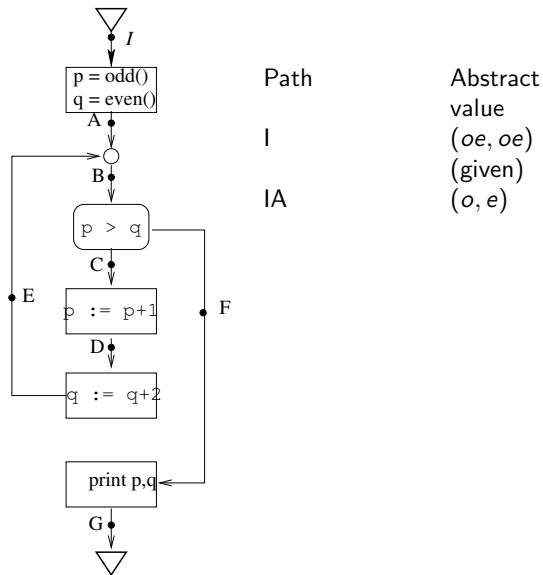 I
p = odd()
q = even()
A
B
p > q
C
E
F
p := p+1
D
q := q+2
print p,q
G
Path Abstract value
I (oe, oe) (given)
IA (o, e)